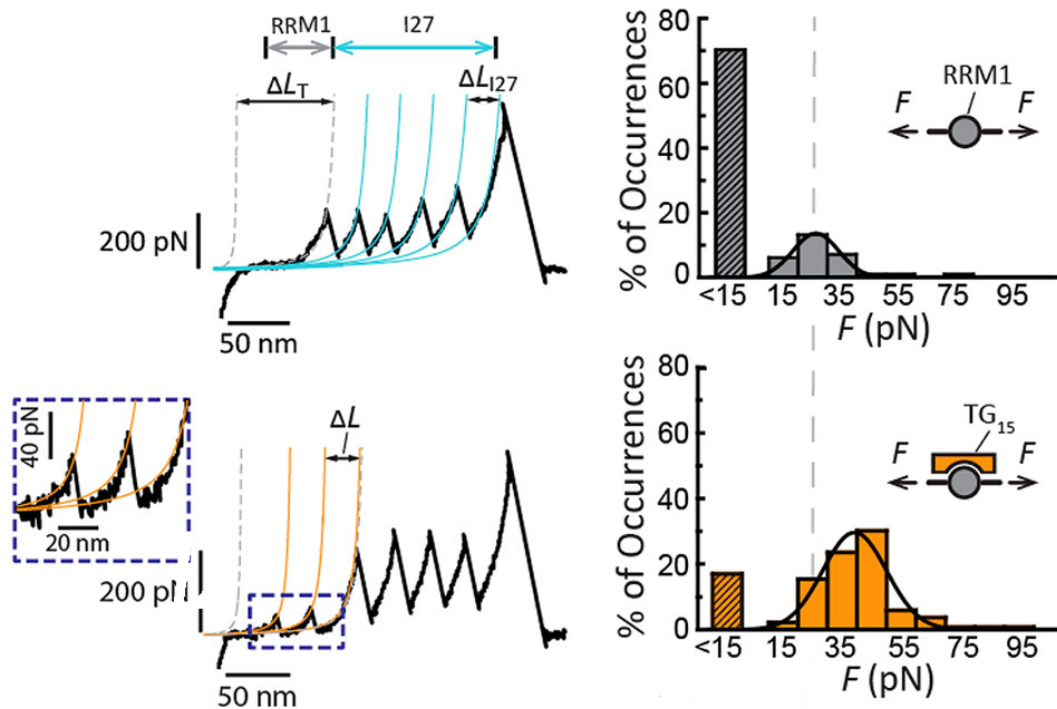 RRM1 I27
ΔL_T ΔL_I27
200 pN
50 nm
% of Occurrences
80
60
40
20
0
<15 15 35 55 75 95
F (pN)
RRM1
F F
40 pN
20 nm
ΔL
200 pN
50 nm
% of Occurrences
80
60
40
20
0
<15 15 35 55 75 95
F (pN)
TG₁₅
F F